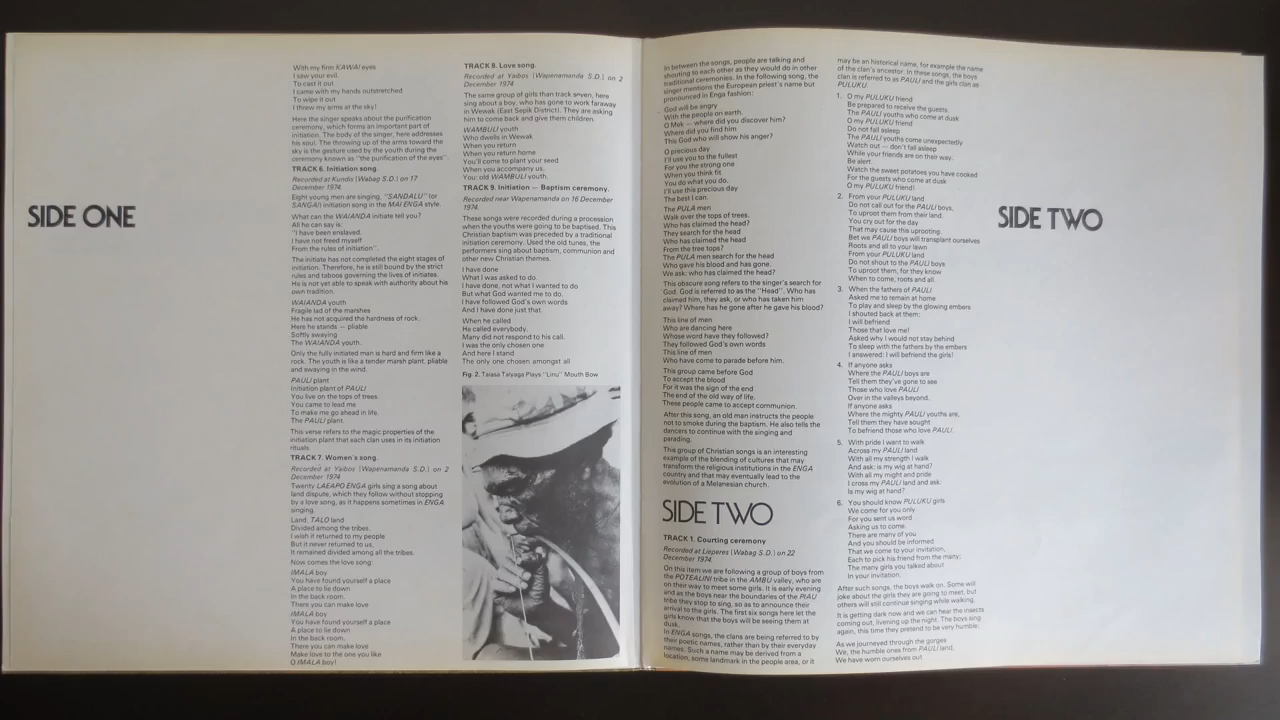 SIDE ONE
With my firm KAWAI eyes
I saw your evil.
To cast it out
I came with my hands outstretched
To wipe it out
I threw my arms at the sky!
Here the singer speaks about the purification
ceremony, which forms an important part of
initiation. The body of the singer, here addresses
his soul. The throwing up of the arms toward the
sky is the gesture used by the youth during the
ceremony known as "the purification of the eyes".
TRACK 6. Initiation song.
Recorded at Kundis (Wabag S.D.) on 17
December 1974.
Eight young men are singing, "SANDALU" (or
SANGAI) initiation song in the MAI ENGA style.
What can the WAIANDA initiate tell you?
All he can say is:
"I have been enslaved.
I have not freed myself
From the rules of initiation".
The initiate has not completed the eight stages of
initiation. Therefore, he is still bound by the strict
rules and taboos governing the lives of initiates.
He is not yet able to speak with authority about his
own tradition.
WAIANDA youth
Fragile lad of the marshes
He has not acquired the hardness of rock.
Here he stands — pliable
Softly swaying
The WAIANDA youth.
Only the fully initiated man is hard and firm like a
rock. The youth is like a tender marsh plant, pliable
and swaying in the wind.
PAULI plant
Initiation plant of PAULI
You live on the tops of trees.
You came to lead me
To make me go ahead in life.
The PAULI plant.
This verse refers to the magic properties of the
initiation plant that each clan uses in its initiation
rituals.
TRACK 7. Women's song.
Recorded at Yaibos (Wapenamanda S.D.) on 2
December 1974
Twenty LAEAPO ENGA girls sing a song about
land dispute, which they follow without stopping
by a love song, as it happens sometimes in ENGA
singing.
Land, TALO land
Divided among the tribes.
I wish it returned to my people
But it never returned to us,
It remained divided among all the tribes.
Now comes the love song:
IMALA boy
You have found yourself a place
A place to lie down
In the back room.
There you can make love
IMALA boy
You have found yourself a place
A place to lie down
In the back room.
There you can make love
Make love to the one you like
O IMALA boy!
TRACK 8. Love song.
Recorded at Yaibos (Wapenamanda S.D.) on 2
December 1974
The same group of girls than track seven, here
sing about a boy, who has gone to work faraway
in Wewak (East Sepik District). They are asking
him to come back and give them children.
WAMBULI youth
Who dwells in Wewak
When you return
When you return home
You'll come to plant your seed
When you accompany us.
You: old WAMBULI youth.
TRACK 9. Initiation — Baptism ceremony.
Recorded near Wapenamanda on 16 December
1974.
These songs were recorded during a procession
when the youths were going to be baptised. This
Christian baptism was preceded by a traditional
initiation ceremony. Used the old tunes, the
performers sing about baptism, communion and
other new Christian themes.
I have done
What I was asked to do.
I have done, not what I wanted to do
But what God wanted me to do.
I have followed God's own words
And I have done just that.
When he called
He called everybody.
Many did not respond to his call.
I was the only chosen one
And here I stand
The only one chosen amongst all
Fig. 2. Taiasa Taiyaga Plays "Linu" Mouth Bow.
In between the songs, people are talking and
shouting to each other as they would do in other
traditional ceremonies. In the following song, the
singer mentions the European priest's name but
pronounced in Enga fashion:
God will be angry
With the people on earth.
O Mek — where did you discover him?
Where did you find him
This God who will show his anger?
O precious day
I'll use you to the fullest
For you the strong one
When you think fit
You do what you do.
I'll use this precious day
The best I can.
The PULA men
Walk over the tops of trees.
Who has claimed the head?
They search for the head
Who has claimed the head
From the tree tops?
The PULA men search for the head
Who gave his blood and has gone.
We ask: who has claimed the head?
This obscure song refers to the singer's search for
God. God is referred to as the "Head". Who has
claimed him, they ask, or who has taken him
away? Where has he gone after he gave his blood?
This line of men
Who are dancing here
Whose word have they followed?
They followed God's own words
This line of men
Who have come to parade before him.
This group came before God
To accept the blood
For it was the sign of the end
The end of the old way of life.
These people came to accept communion.
After this song, an old man instructs the people
not to smoke during the baptism. He also tells the
dancers to continue with the singing and
parading.
This group of Christian songs is an interesting
example of the blending of cultures that may
transform the religious institutions in the ENGA
country and that may eventually lead to the
evolution of a Melanesian church.
SIDE TWO
TRACK 1. Courting ceremony
Recorded at Lieperes (Wabag S.D.) on 22
December 1974.
On this item we are following a group of boys from
the POTEALINI tribe in the AMBU valley, who are
on their way to meet some girls. It is early evening
and as the boys near the boundaries of the PIAU
tribe they stop to sing, so as to announce their
arrival to the girls. The first six songs here let the
girls know that the boys will be seeing them at
dusk.
In ENGA songs, the clans are being referred to by
their poetic names, rather than by their everyday
names. Such a name may be derived from a
location, some landmark in the people area, or it
may be an historical name, for example the name
of the clan's ancestor. In these songs, the boys
clan is referred to as PAULI and the girls clan as
PULUKU.
1. O my PULUKU friend
Be prepared to receive the guests.
The PAULI youths who come at dusk
O my PULUKU friend
Do not fall asleep
The PAULI youths come unexpectedly
Watch out — don't fall asleep
While your friends are on their way.
Be alert.
Watch the sweet potatoes you have cooked
For the guests who come at dusk
O my PULUKU friend!
2. From your PULUKU land
Do not call out for the PAULI boys,
To uproot them from their land.
You cry out for the day
That may cause this uprooting.
Bet we PAULI boys will transplant ourselves
Roots and all to your lawn
From your PULUKU land
Do not shout to the PAULI boys
To uproot them, for they know
When to come, roots and all.
3. When the fathers of PAULI
Asked me to remain at home
To play and sleep by the glowing embers
I shouted back at them:
I will befriend
Those that love me!
Asked why I would not stay behind
To sleep with the fathers by the embers
I answered: I will befriend the girls!
4. If anyone asks
Where the PAULI boys are
Tell them they've gone to see
Those who love PAULI
Over in the valleys beyond.
If anyone asks
Where the mighty PAULI youths are,
Tell them they have sought
To befriend those who love PAULI.
5. With pride I want to walk
Across my PAULI land
With all my strength I walk
And ask: is my wig at hand?
With all my might and pride
I cross my PAULI land and ask:
Is my wig at hand?
6. You should know PULUKU girls
We come for you only
For you sent us word
Asking us to come.
There are many of you
And you should be informed
That we come to your invitation,
Each to pick his friend from the many;
The many girls you talked about
In your invitation.
After such songs, the boys walk on. Some will
joke about the girls they are going to meet, but
others will still continue singing while walking.
It is getting dark now and we can hear the insects
coming out, livening up the night. The boys sing
again, this time they pretend to be very humble:
As we journeyed through the gorges
We, the humble ones from PAULI land,
We have worn ourselves out
SIDE TWO